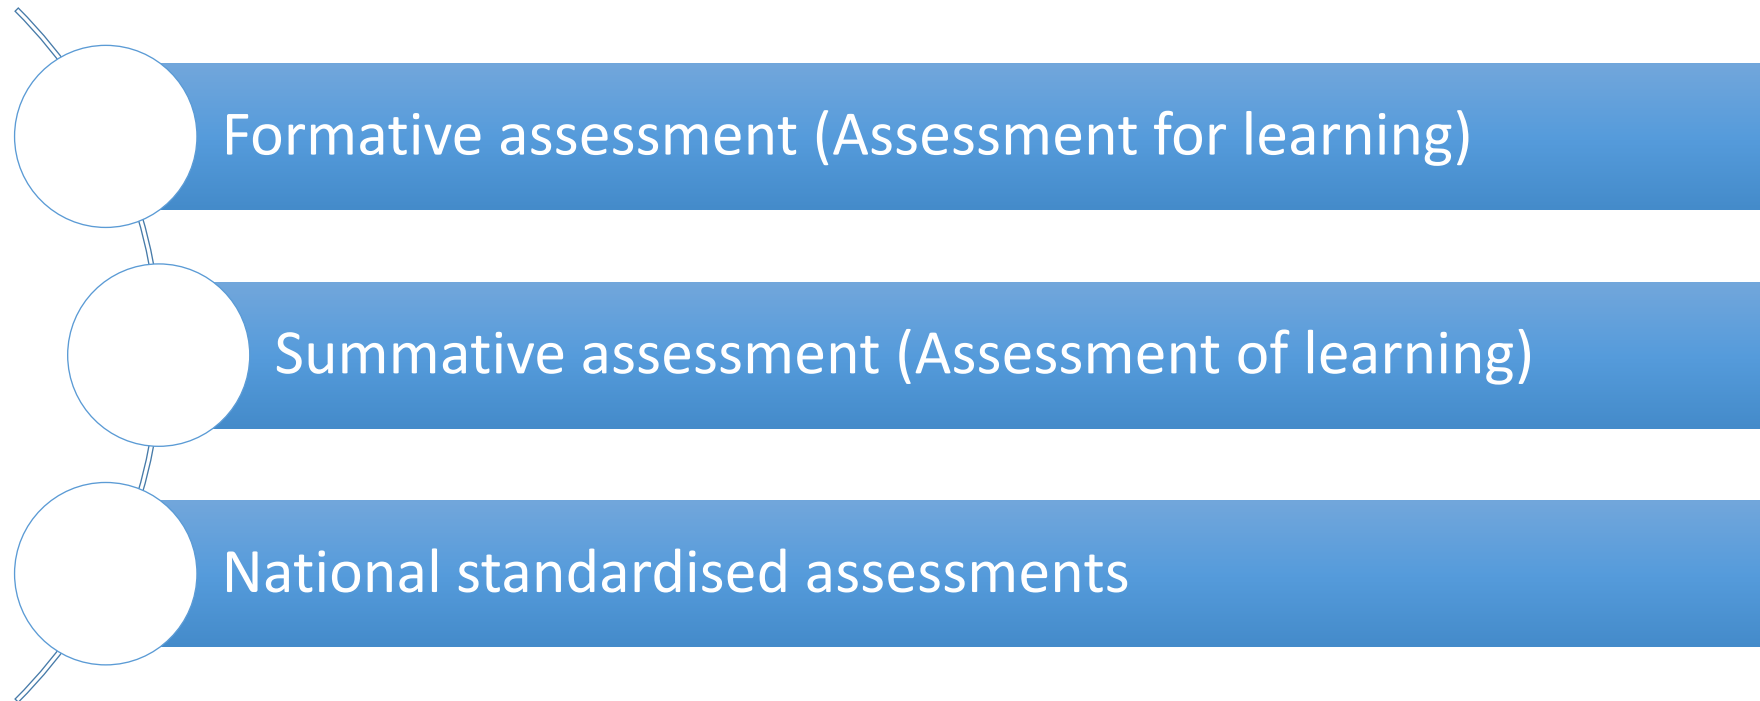 Formative assessment (Assessment for learning)
Summative assessment (Assessment of learning)
National standardised assessments